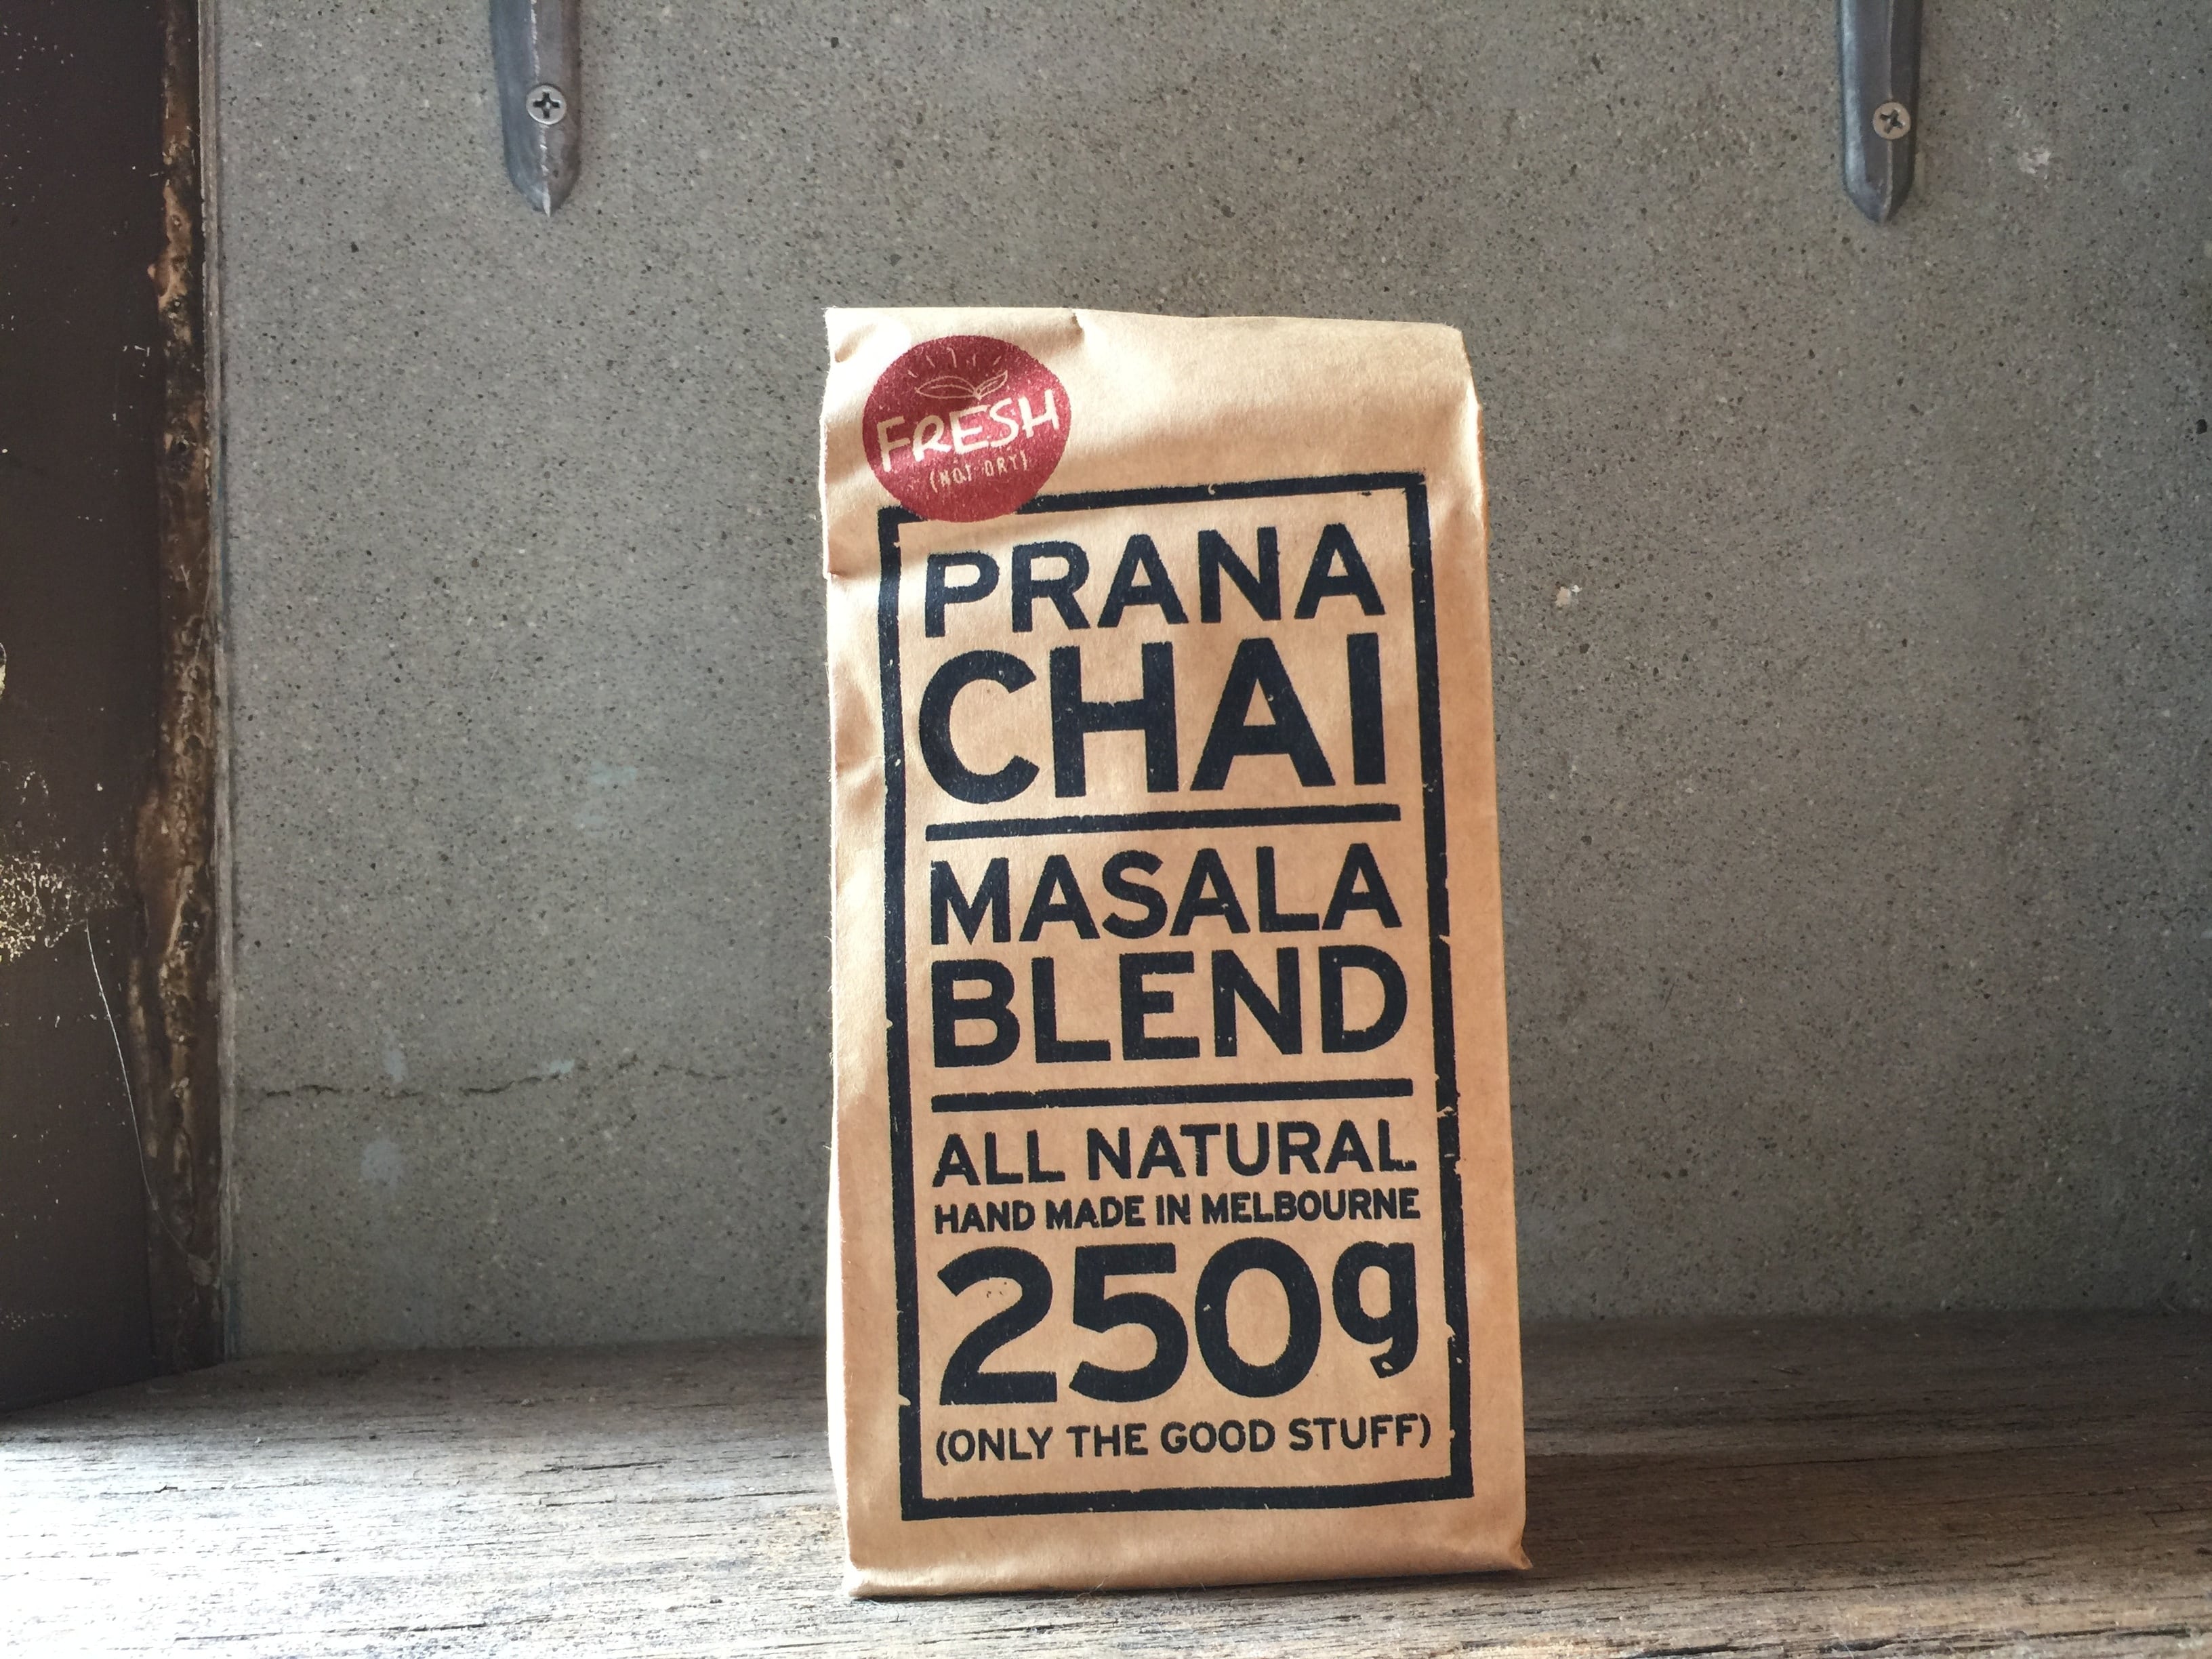 FRESH
(NOT DRY)
PRANA
CHAI
MASALA
BLEND
ALL NATURAL
HAND MADE IN MELBOURNE
250g
(ONLY THE GOOD STUFF)